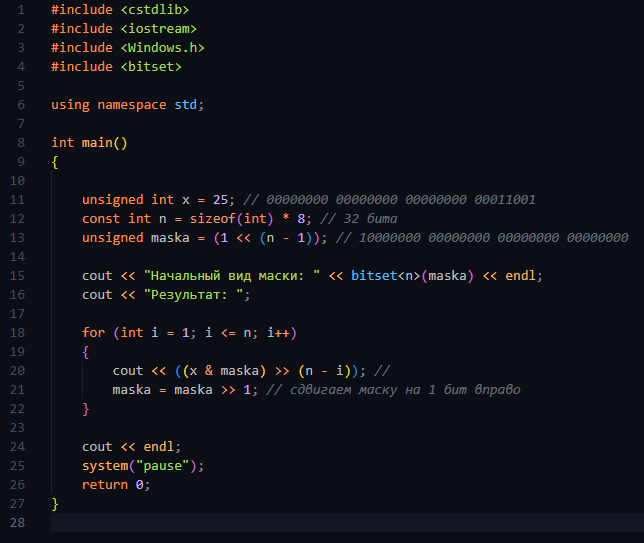 1 #include <cstdlib>
2 #include <iostream>
3 #include <Windows.h>
4 #include <bitset>
5
6 using namespace std;
7
8 int main()
9 {
10
11 unsigned int x = 25; // 00000000 00000000 00000000 00011001
12 const int n = sizeof(int) * 8; // 32 бита
13 unsigned maska = (1 << (n - 1)); // 10000000 00000000 00000000 00000000
14
15 cout << "Начальный вид маски: " << bitset<n>(maska) << endl;
16 cout << "Результат: ";
17
18 for (int i = 1; i <= n; i++)
19 {
20 cout << ((x & maska) >> (n - i)); //
21 maska = maska >> 1; // сдвигаем маску на 1 бит вправо
22 }
23
24 cout << endl;
25 system("pause");
26 return 0;
27 }
28